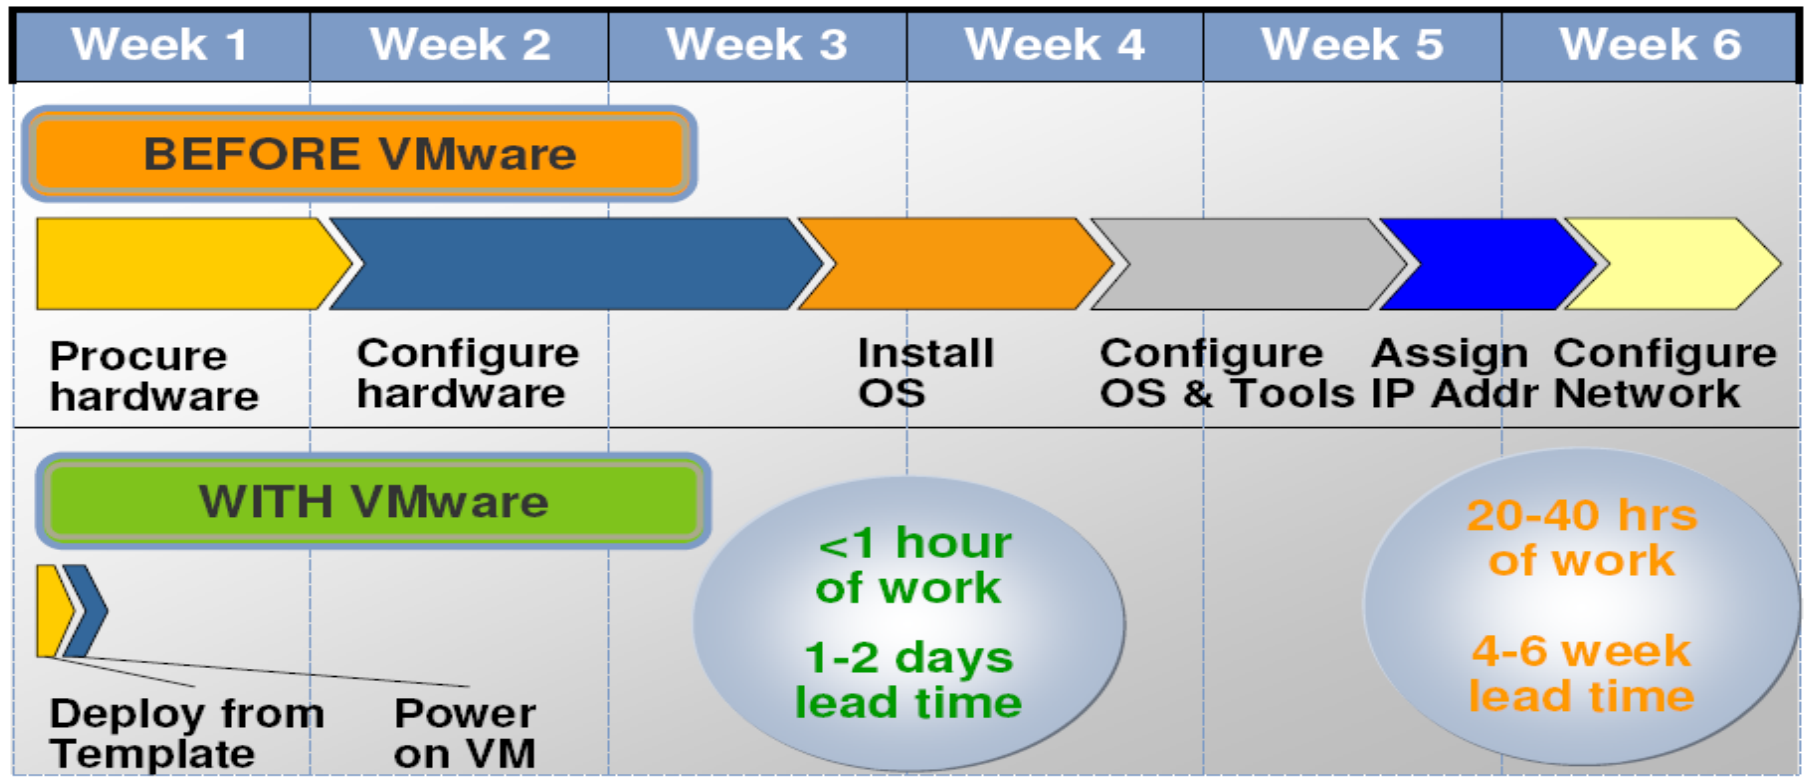 Week 1 Week 2 Week 3 Week 4 Week 5 Week 6
BEFORE VMware
Procure
hardware
Configure
hardware
Install
OS
Configure
OS & Tools
Assign
IP Addr
Configure
Network
WITH VMware
Deploy from
Template
Power
on VM
<1 hour
of work
1-2 days
lead time
20-40 hrs
of work
4-6 week
lead time